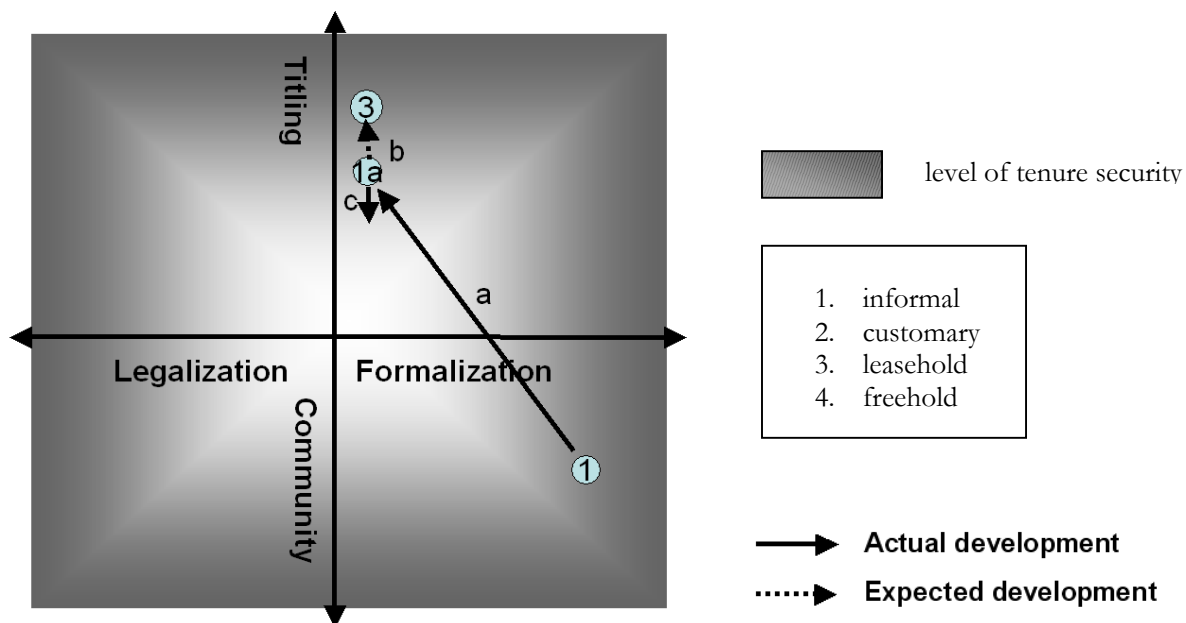 Titling
3
b
1a
c
a
Legalization
Formalization
Community
1
level of tenure security
1. informal
2. customary
3. leasehold
4. freehold
Actual development
Expected development